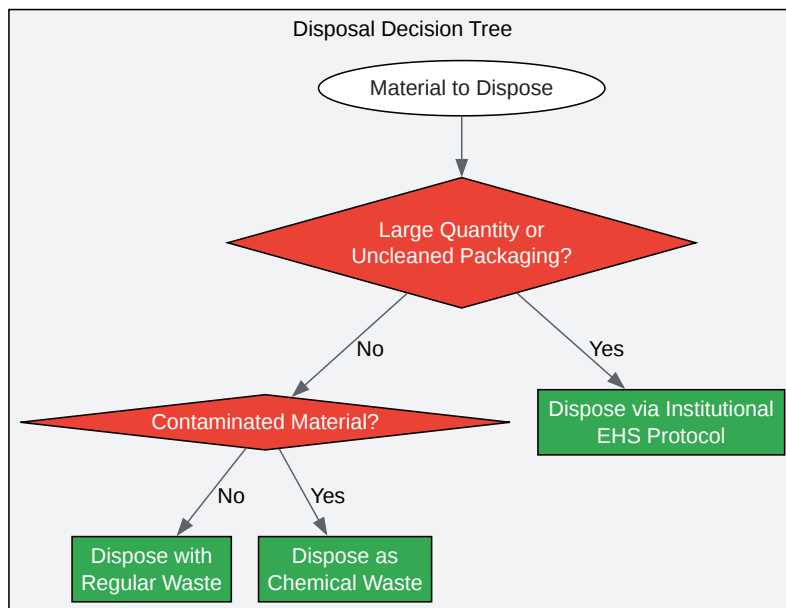 Disposal Decision Tree
Material to Dispose
Large Quantity or
Uncleaned Packaging?
No
Yes
Contaminated Material?
Dispose via Institutional
EHS Protocol
No
Yes
Dispose with
Regular Waste
Dispose as
Chemical Waste